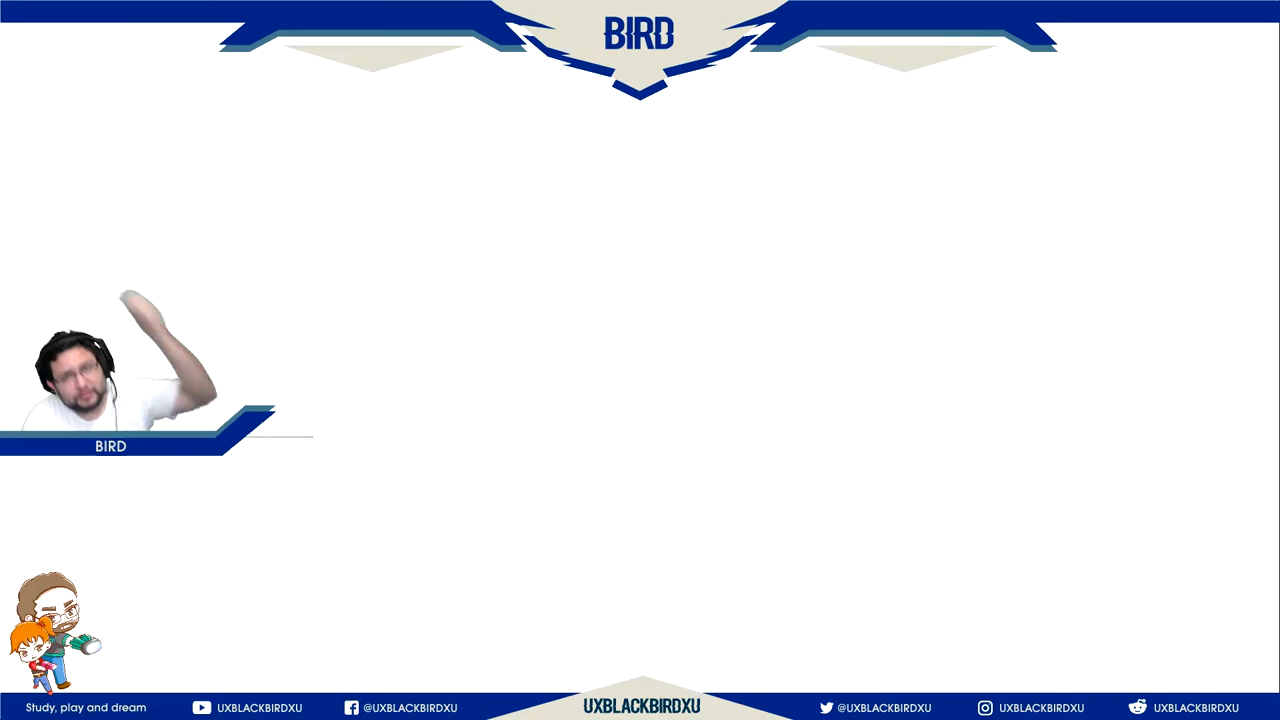 BIRD
BIRD
Study, play and dream
UXBLACKBIRDXU
@UXBLACKBIRDXU
UXBLACKBIRDXU
@UXBLACKBIRDXU
UXBLACKBIRDXU
UXBLACKBIRDXU